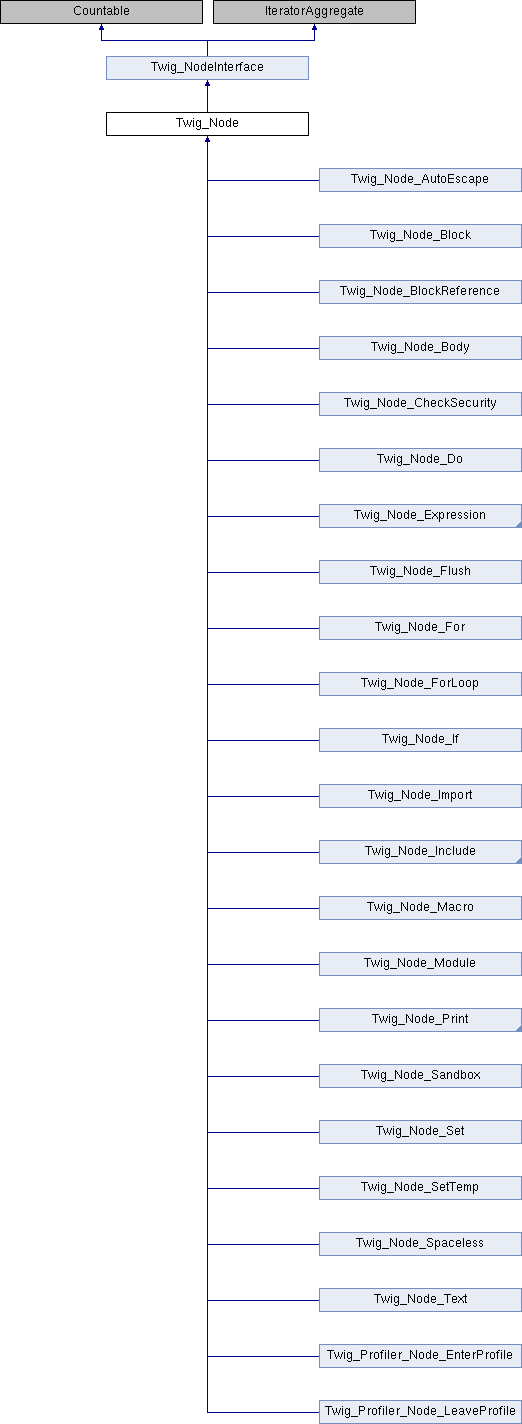 Countable
IteratorAggregate
Twig_NodeInterface
Twig_Node
Twig_Node_AutoEscape
Twig_Node_Block
Twig_Node_BlockReference
Twig_Node_Body
Twig_Node_CheckSecurity
Twig_Node_Do
Twig_Node_Expression
Twig_Node_Flush
Twig_Node_For
Twig_Node_ForLoop
Twig_Node_If
Twig_Node_Import
Twig_Node_Include
Twig_Node_Macro
Twig_Node_Module
Twig_Node_Print
Twig_Node_Sandbox
Twig_Node_Set
Twig_Node_SetTemp
Twig_Node_Spaceless
Twig_Node_Text
Twig_Profiler_Node_EnterProfile
Twig_Profiler_Node_LeaveProfile